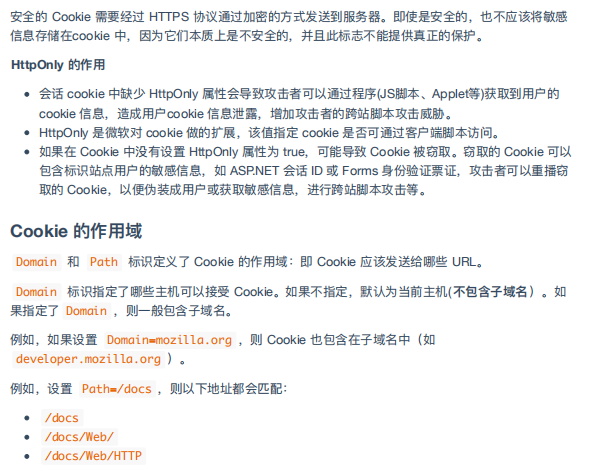 安全的 Cookie 需要经过 HTTPS 协议通过加密的方式发送到服务器。即使是安全的，也不应该将敏感
信息存储在cookie 中，因为它们本质上是不安全的，并且此标志不能提供真正的保护。
HttpOnly 的作用
• 会话 cookie 中缺少 HttpOnly 属性会导致攻击者可以通过程序(JS脚本、Applet等)获取到用户的
cookie 信息，造成用户cookie 信息泄露，增加攻击者的跨站脚本攻击威胁。
• HttpOnly 是微软对 cookie 做的扩展，该值指定 cookie 是否可通过客户端脚本访问。
• 如果在 Cookie 中没有设置 HttpOnly 属性为 true，可能导致 Cookie 被窃取。窃取的 Cookie 可以
包含标识站点用户的敏感信息，如 ASP.NET 会话 ID 或 Forms 身份验证票证，攻击者可以重播窃
取的 Cookie，以便伪装成用户或获取敏感信息，进行跨站脚本攻击等。
Cookie 的作用域
Domain 和 Path 标识定义了 Cookie 的作用域：即 Cookie 应该发送给哪些 URL。
Domain 标识指定了哪些主机可以接受 Cookie。如果不指定，默认为当前主机(不包含子域名）。如
果指定了 Domain ，则一般包含子域名。
例如，如果设置 Domain=mozilla.org ，则 Cookie 也包含在子域名中（如
developer.mozilla.org ）。
例如，设置 Path=/docs ，则以下地址都会匹配：
• /docs
• /docs/Web/
• /docs/Web/HTTP